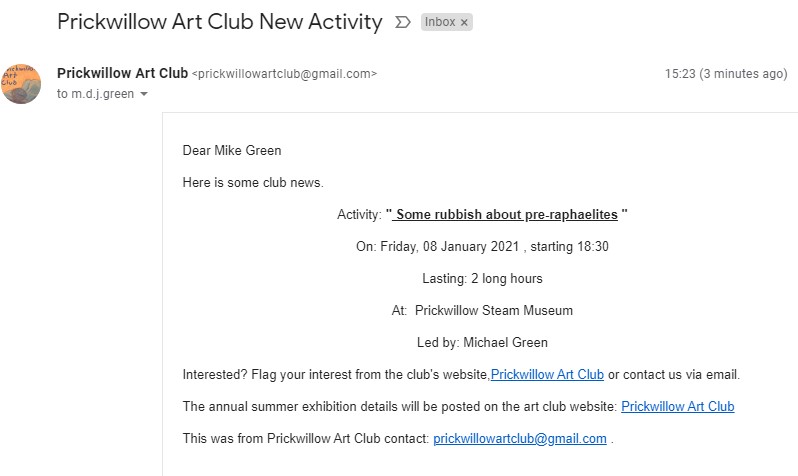 Prickwillow Art Club New Activity Inbox x
Prickwillow Art Club <prickwillowartclub@gmail.com> 15:23 (3 minutes ago)
to m.d.j.green
Prickwillow
Art
Club
Dear Mike Green
Here is some club news.
Activity: " Some rubbish about pre-raphaelites "
On: Friday, 08 January 2021 , starting 18:30
Lasting: 2 long hours
At: Prickwillow Steam Museum
Led by: Michael Green
Interested? Flag your interest from the club's website,Prickwillow Art Club or contact us via email.
The annual summer exhibition details will be posted on the art club website: Prickwillow Art Club
This was from Prickwillow Art Club contact: prickwillowartclub@gmail.com .